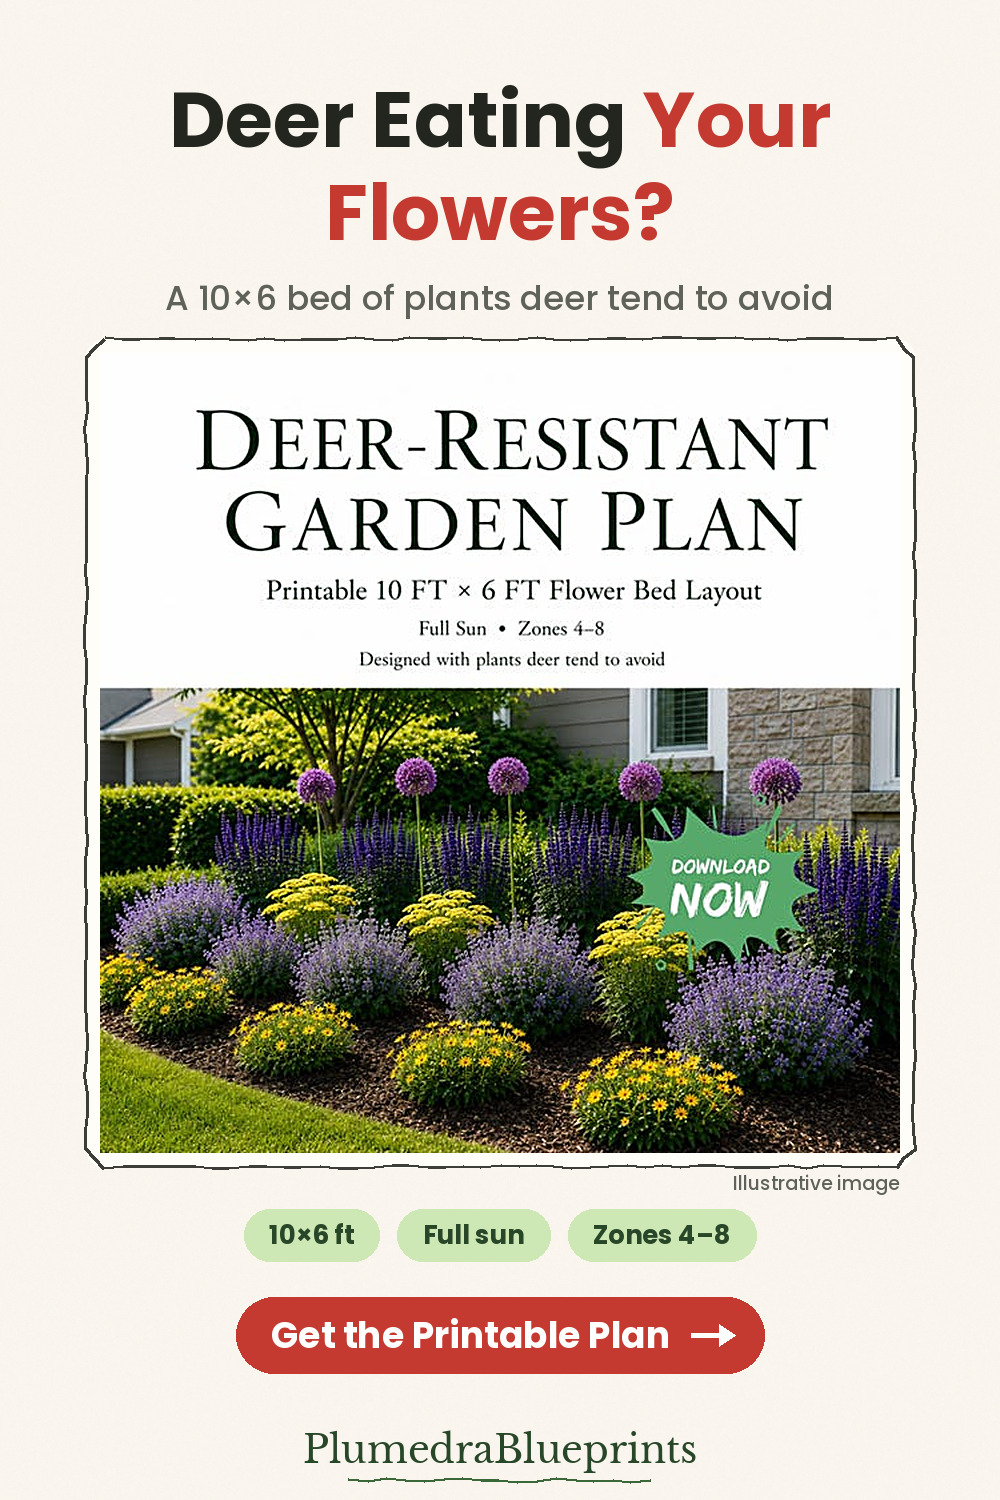 Deer Eating Your
Flowers?
A 10×6 bed of plants deer tend to avoid
DEER-RESISTANT
GARDEN PLAN
Printable 10 FT × 6 FT Flower Bed Layout
Full Sun • Zones 4–8
Designed with plants deer tend to avoid
DOWNLOAD
NOW
Illustrative image
10×6 ft
Full sun
Zones 4–8
Get the Printable Plan →
PlumedraBlueprints